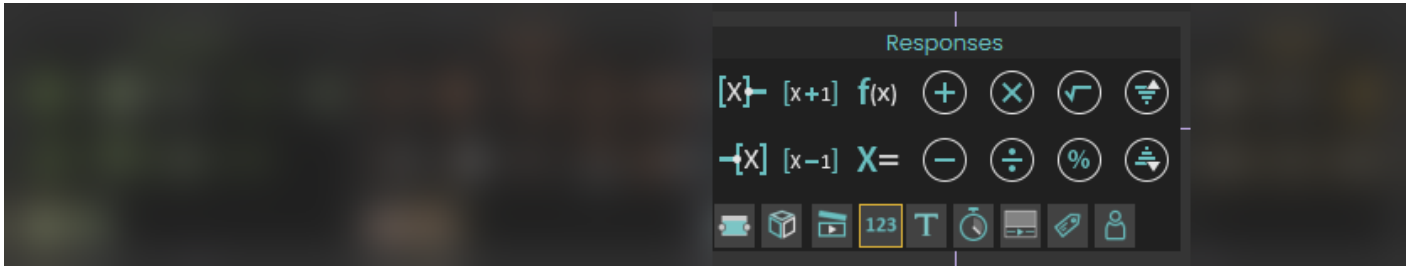 Responses
[X] [x+1] f(x) + × √
[X] [x−1] X= − ÷ %
123 T